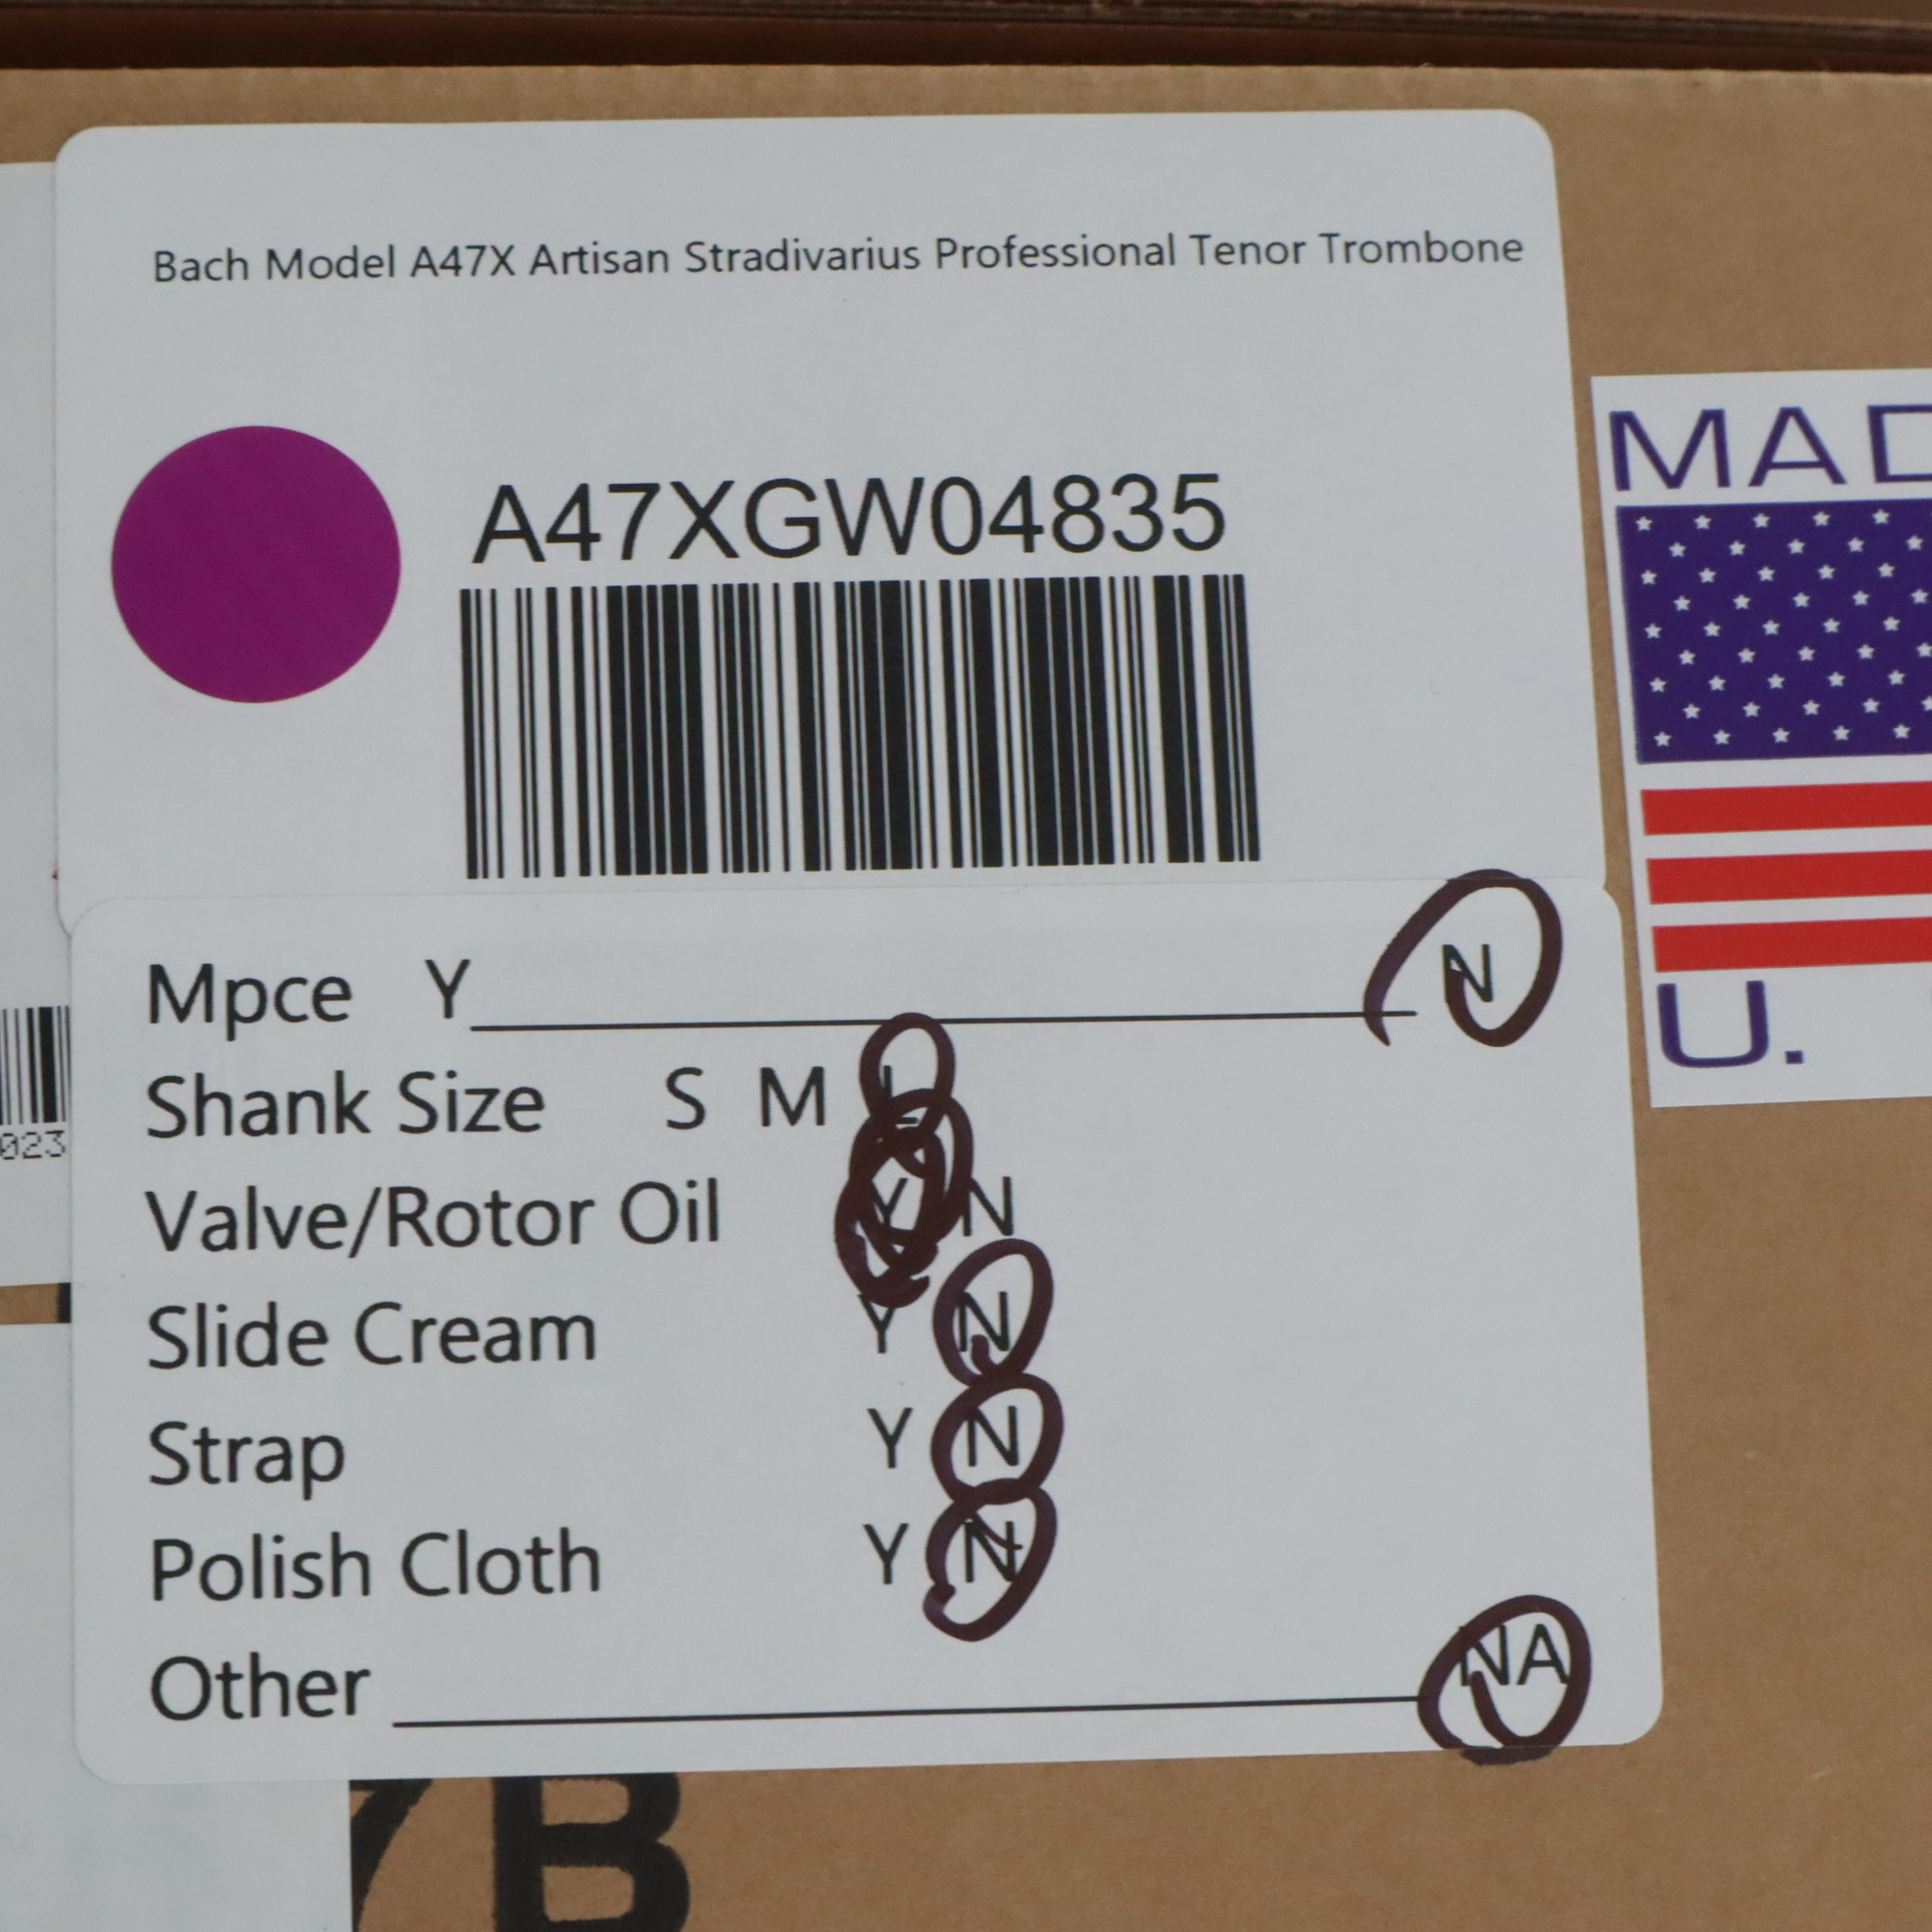 Bach Model A47X Artisan Stradivarius Professional Tenor Trombone
A47XGW04835
MAD
U.
023
Mpce Y N
Shank Size S M L
Valve/Rotor Oil Y N
Slide Cream Y N
Strap Y N
Polish Cloth Y N
Other NA
7B